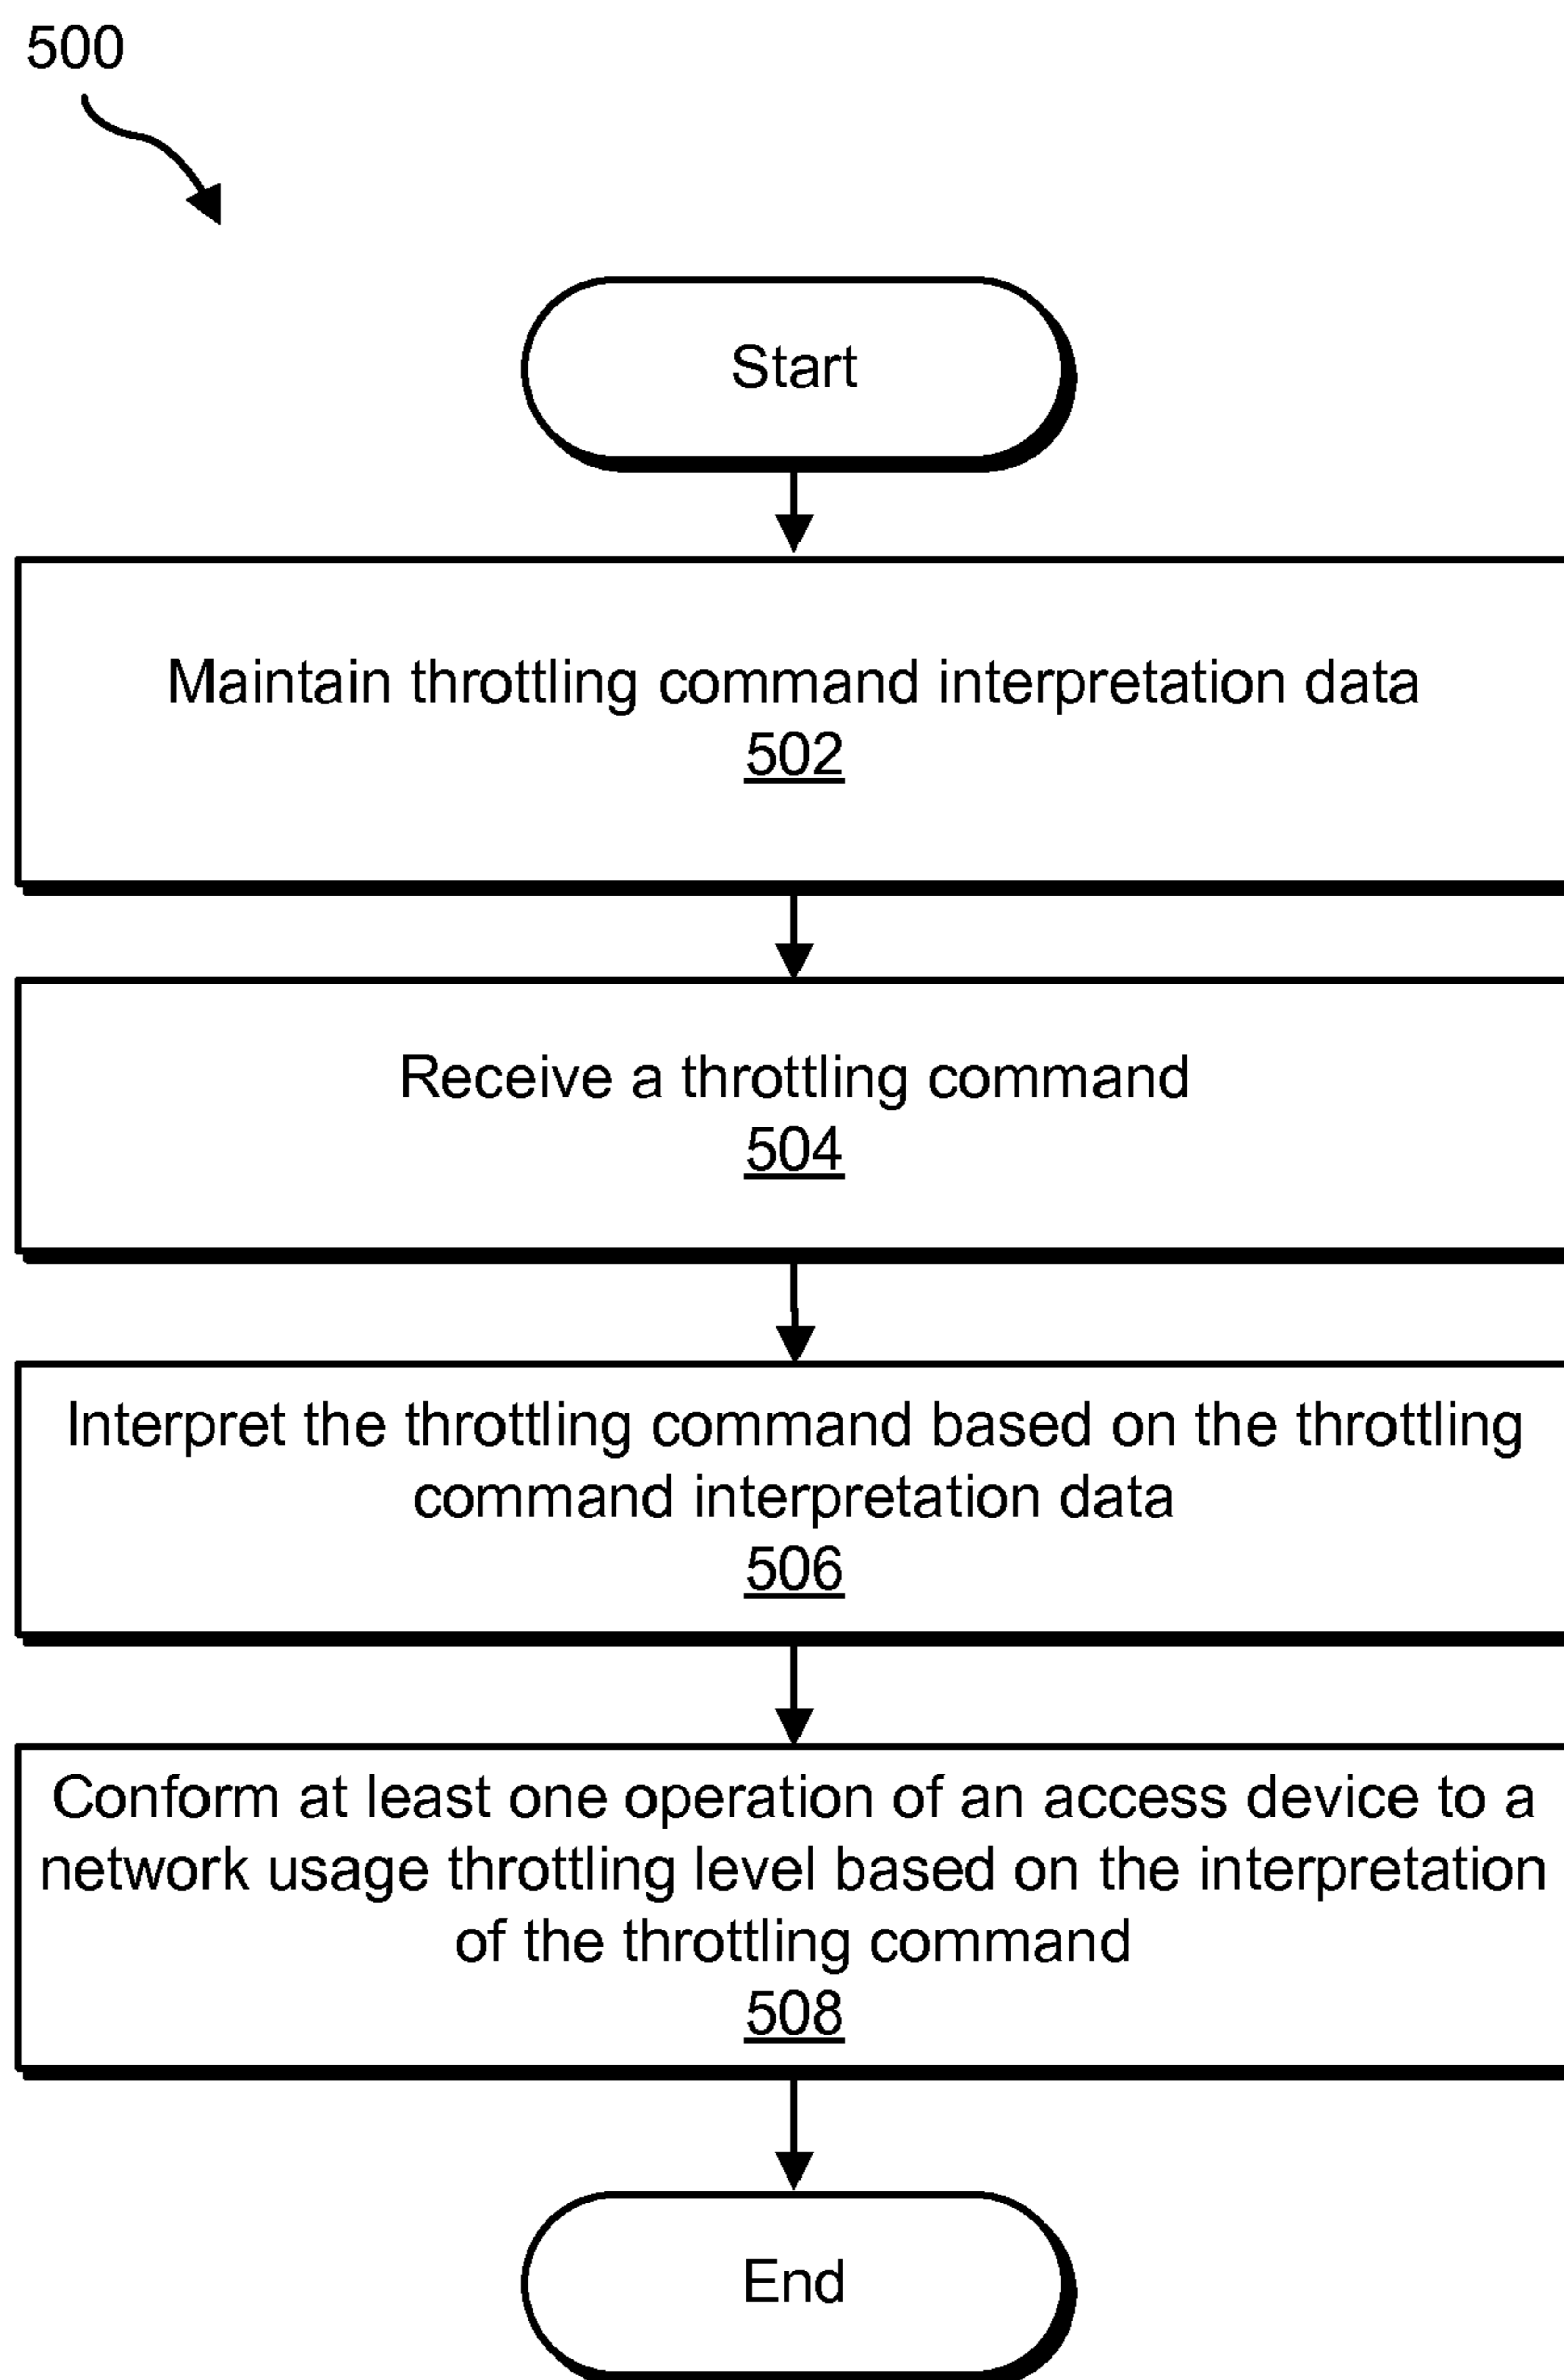 500
Start
Maintain throttling command interpretation data
502
Receive a throttling command
504
Interpret the throttling command based on the throttling
command interpretation data
506
Conform at least one operation of an access device to a
network usage throttling level based on the interpretation
of the throttling command
508
End